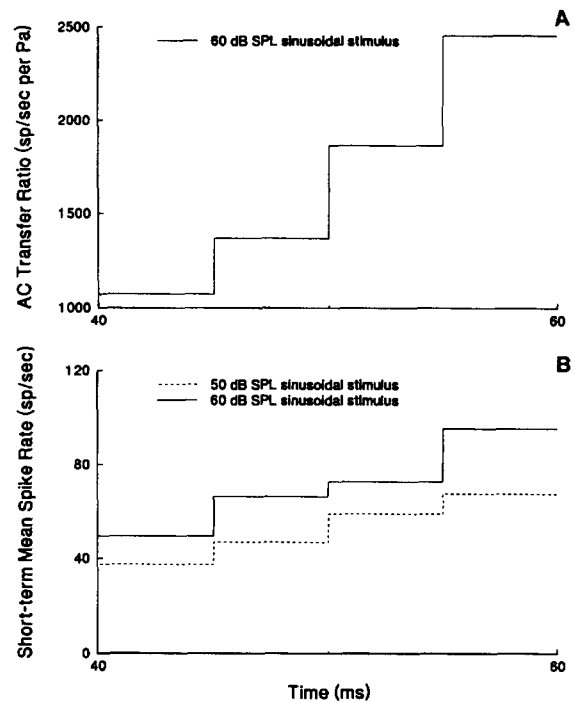 A
AC Transfer Ratio (sp/sec per Pa)
2500
2000
1500
1000
60 dB SPL sinusoidal stimulus
40
60
B
Short-term Mean Spike Rate (sp/sec)
120
80
40
0
50 dB SPL sinusoidal stimulus
60 dB SPL sinusoidal stimulus
40
60
Time (ms)